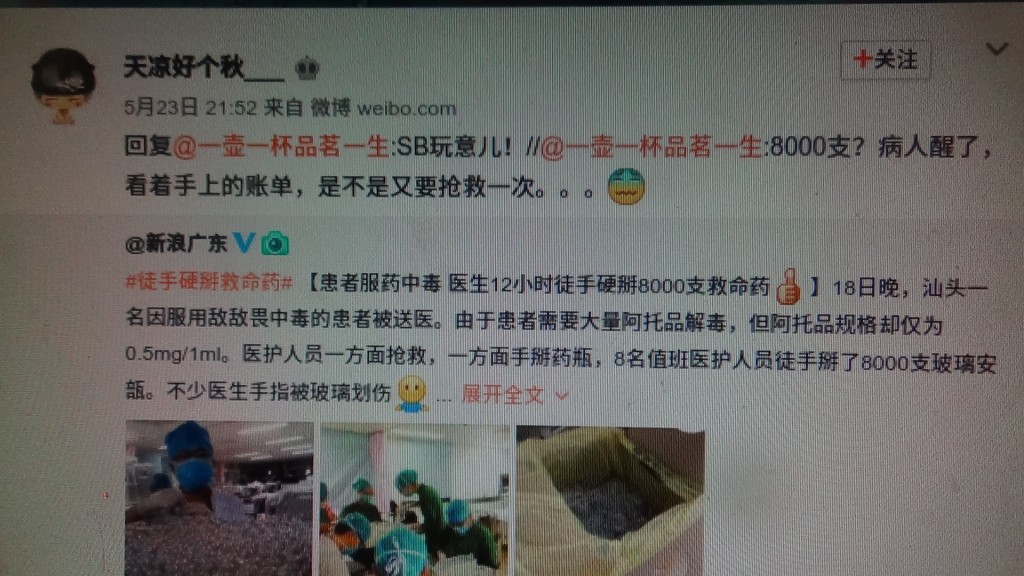 天凉好个秋___
+关注
5月23日 21:52 来自 微博 weibo.com
回复@一壶一杯品茗一生:SB玩意儿！//@一壶一杯品茗一生:8000支？病人醒了，
看着手上的账单，是不是又要抢救一次。。。
@新浪广东
#徒手硬掰救命药# 【患者服药中毒 医生12小时徒手硬掰8000支救命药】18日晚，汕头一
名因服用敌敌畏中毒的患者被送医。由于患者需要大量阿托品解毒，但阿托品规格却仅为
0.5mg/1ml。医护人员一方面抢救，一方面手掰药瓶，8名值班医护人员徒手掰了8000支玻璃安
瓿。不少医生手指被玻璃划伤 ... 展开全文